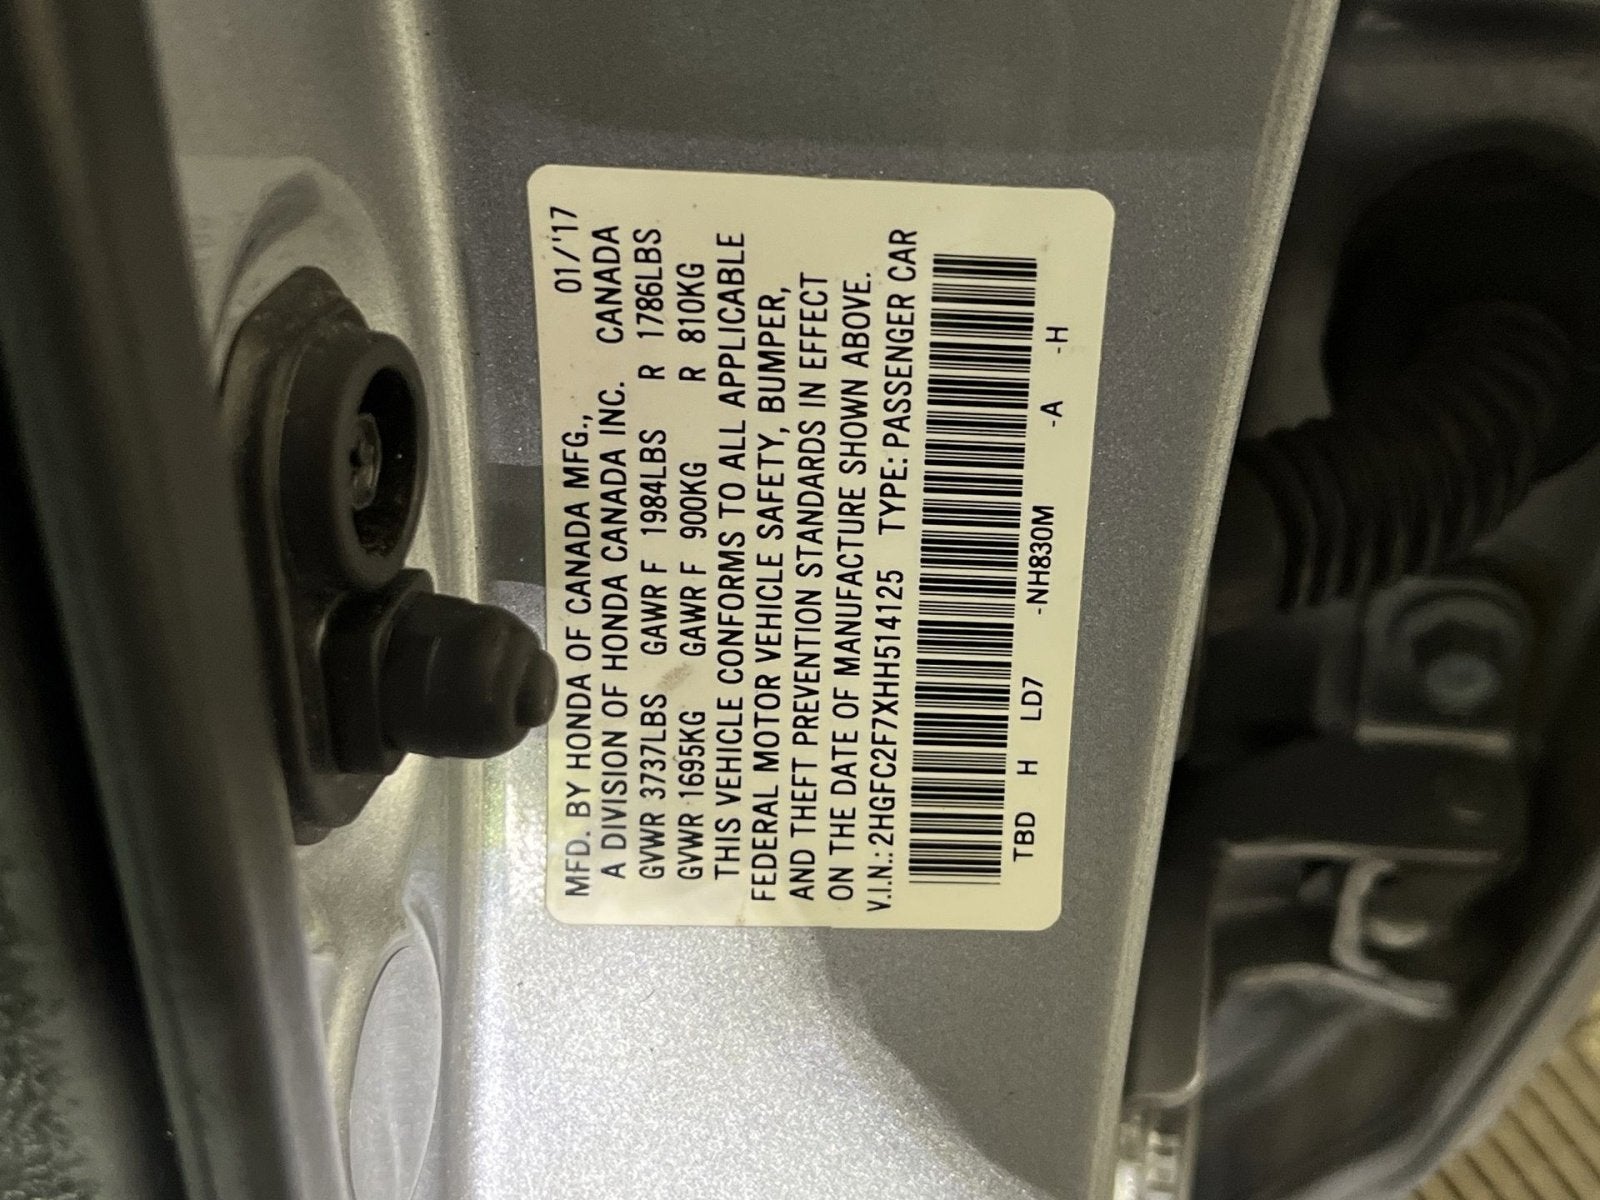 01/'17
MFD. BY HONDA OF CANADA MFG.,
A DIVISION OF HONDA CANADA INC. CANADA
GVWR 3737LBS GAWR F 1984LBS R 1786LBS
GVWR 1695KG GAWR F 900KG R 810KG
THIS VEHICLE CONFORMS TO ALL APPLICABLE
FEDERAL MOTOR VEHICLE SAFETY, BUMPER,
AND THEFT PREVENTION STANDARDS IN EFFECT
ON THE DATE OF MANUFACTURE SHOWN ABOVE.
V.I.N.: 2HGFC2F7XHH514125 TYPE: PASSENGER CAR
TBD H LD7 -NH830M -A -H